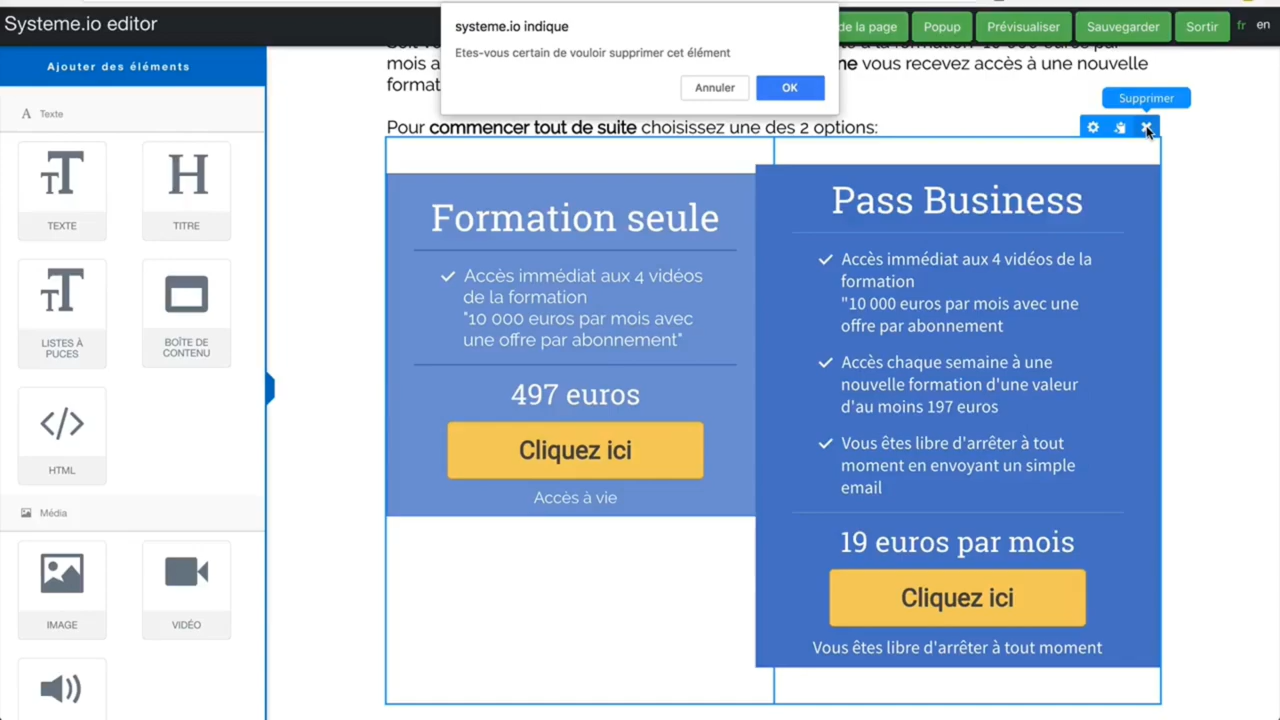 Systeme.io editor
systeme.io indique
Etes-vous certain de vouloir supprimer cet élément
Annuler
OK
de la page
Popup
Prévisualiser
Sauvegarder
Sortir
fr
en
Ajouter des éléments
Texte
TEXTE
TITRE
LISTES À
PUCES
BOÎTE DE
CONTENU
HTML
Média
IMAGE
VIDÉO
mois
vous recevez accès à une nouvelle
format
Pour commencer tout de suite choisissez une des 2 options:
Supprimer
Formation seule
Accès immédiat aux 4 vidéos
de la formation
"10 000 euros par mois avec
une offre par abonnement"
497 euros
Cliquez ici
Accès à vie
Pass Business
Accès immédiat aux 4 vidéos de la
formation
"10 000 euros par mois avec une
offre par abonnement
Accès chaque semaine à une
nouvelle formation d'une valeur
d'au moins 197 euros
Vous êtes libre d'arrêter à tout
moment en envoyant un simple
email
19 euros par mois
Cliquez ici
Vous êtes libre d'arrêter à tout moment